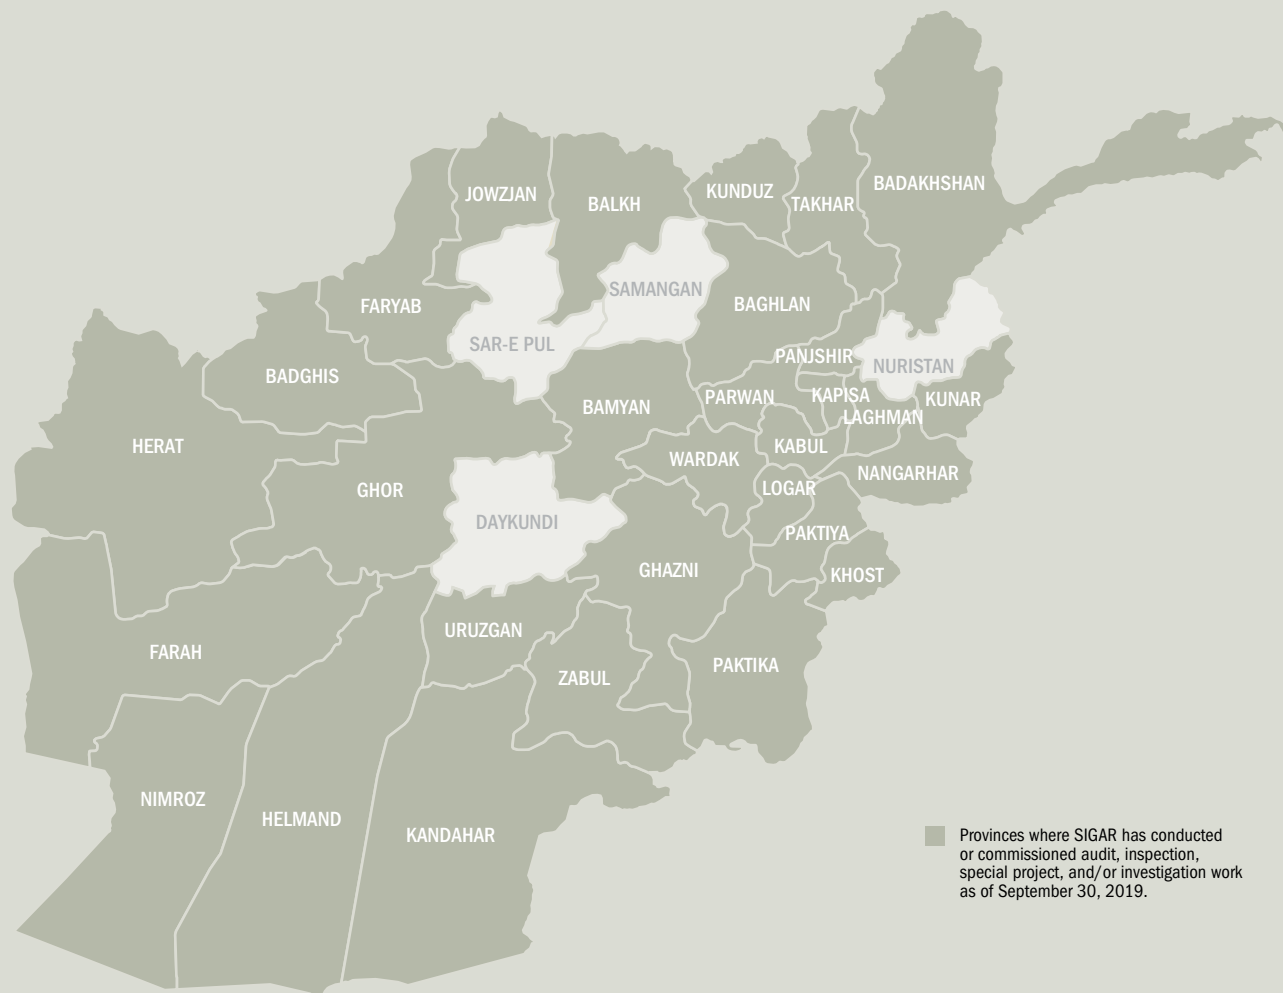 BADAKHSHAN
JOWZJAN
KUNDUZ
BALKH
TAKHAR
SAMANGAN
FARYAB
BAGHLAN
SAR-E PUL
PANJSHIR
NURISTAN
BADGHIS
PARWAN
KAPISA
KUNAR
BAMYAN
LAGHMAN
HERAT
KABUL
WARDAK
NANGARHAR
GHOR
LOGAR
DAYKUNDI
PAKTIYA
GHAZNI
KHOST
URUZGAN
FARAH
PAKTIKA
ZABUL
NIMROZ
HELMAND
KANDAHAR
Provinces where SIGAR has conducted
or commissioned audit, inspection,
special project, and/or investigation work
as of September 30, 2019.